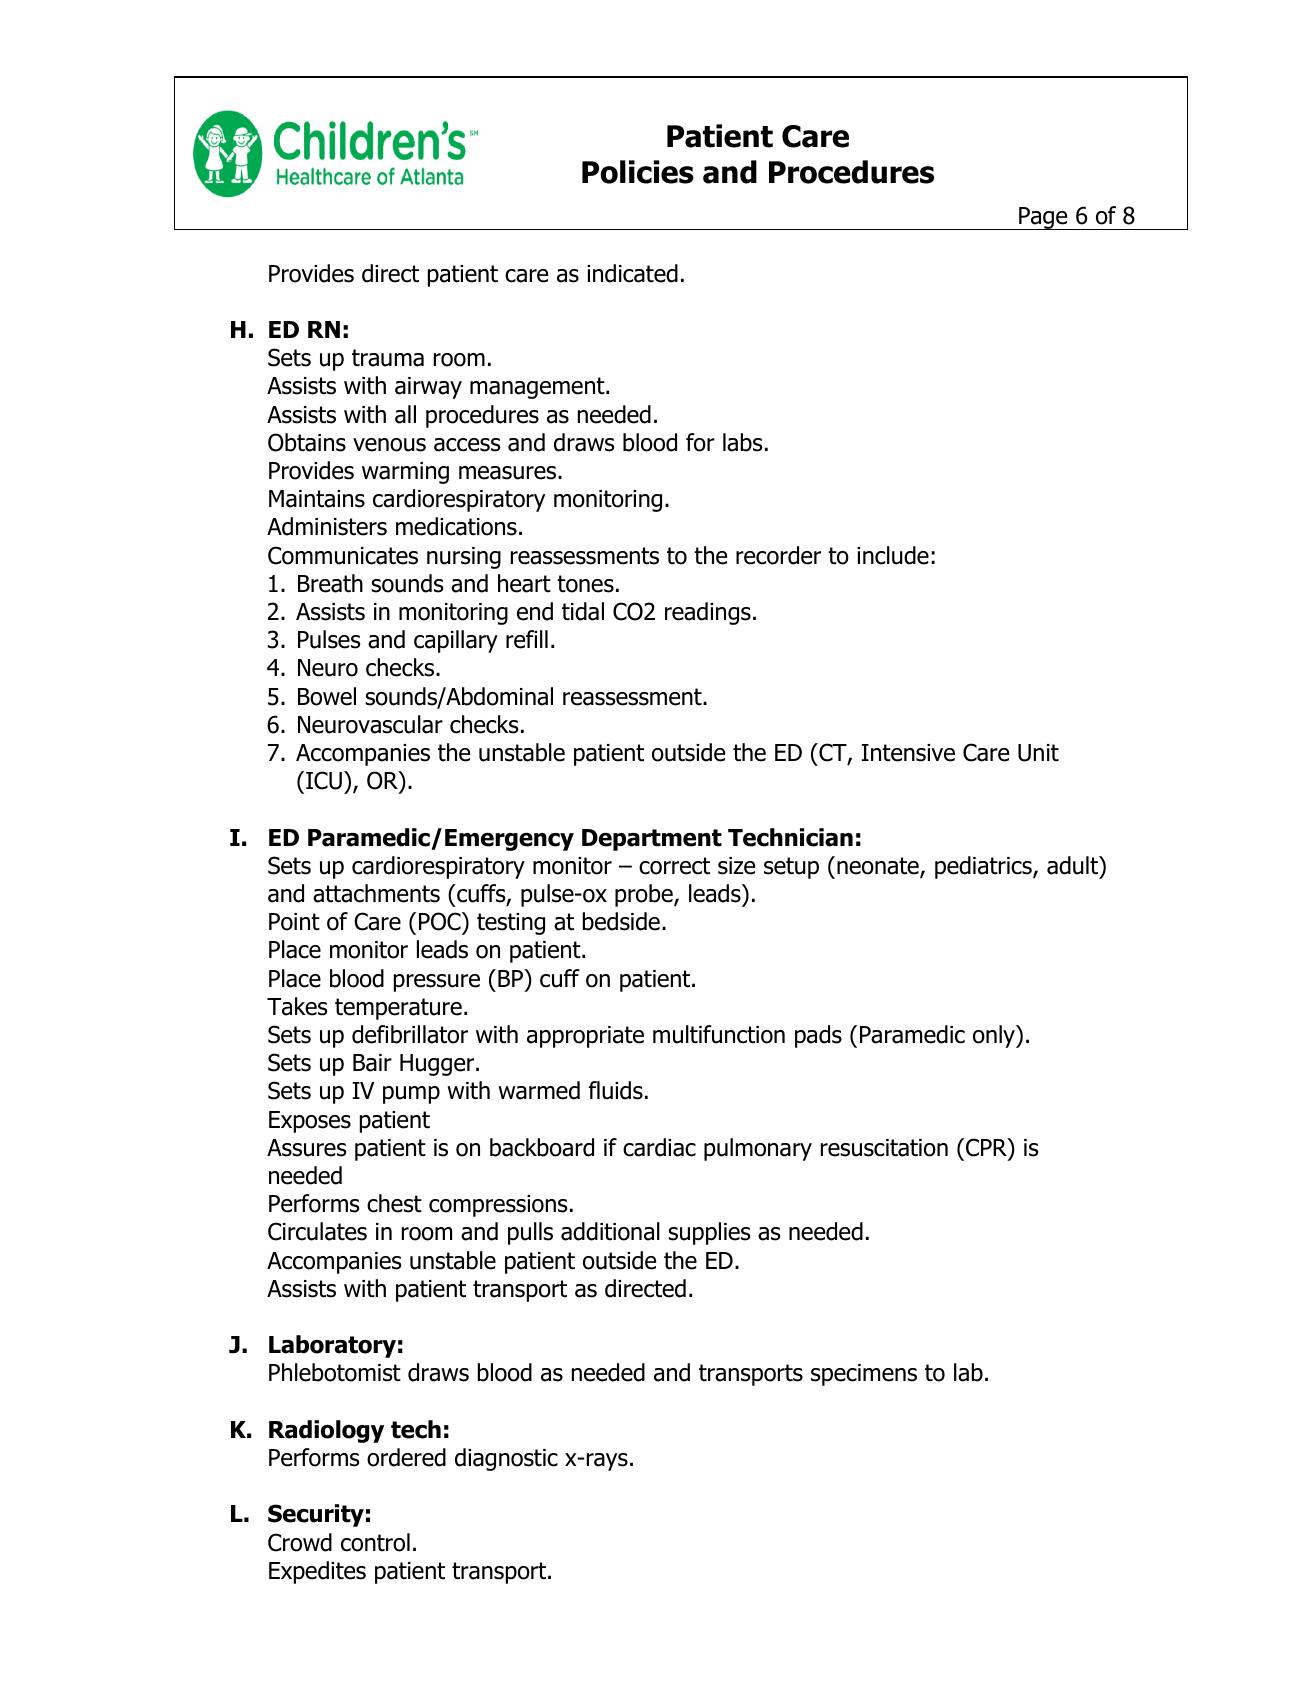 Children's℠
Healthcare of Atlanta
Patient Care
Policies and Procedures
Page 6 of 8
Provides direct patient care as indicated.
H. ED RN:
Sets up trauma room.
Assists with airway management.
Assists with all procedures as needed.
Obtains venous access and draws blood for labs.
Provides warming measures.
Maintains cardiorespiratory monitoring.
Administers medications.
Communicates nursing reassessments to the recorder to include:
1. Breath sounds and heart tones.
2. Assists in monitoring end tidal CO2 readings.
3. Pulses and capillary refill.
4. Neuro checks.
5. Bowel sounds/Abdominal reassessment.
6. Neurovascular checks.
7. Accompanies the unstable patient outside the ED (CT, Intensive Care Unit
(ICU), OR).
I. ED Paramedic/Emergency Department Technician:
Sets up cardiorespiratory monitor – correct size setup (neonate, pediatrics, adult)
and attachments (cuffs, pulse-ox probe, leads).
Point of Care (POC) testing at bedside.
Place monitor leads on patient.
Place blood pressure (BP) cuff on patient.
Takes temperature.
Sets up defibrillator with appropriate multifunction pads (Paramedic only).
Sets up Bair Hugger.
Sets up IV pump with warmed fluids.
Exposes patient
Assures patient is on backboard if cardiac pulmonary resuscitation (CPR) is
needed
Performs chest compressions.
Circulates in room and pulls additional supplies as needed.
Accompanies unstable patient outside the ED.
Assists with patient transport as directed.
J. Laboratory:
Phlebotomist draws blood as needed and transports specimens to lab.
K. Radiology tech:
Performs ordered diagnostic x-rays.
L. Security:
Crowd control.
Expedites patient transport.